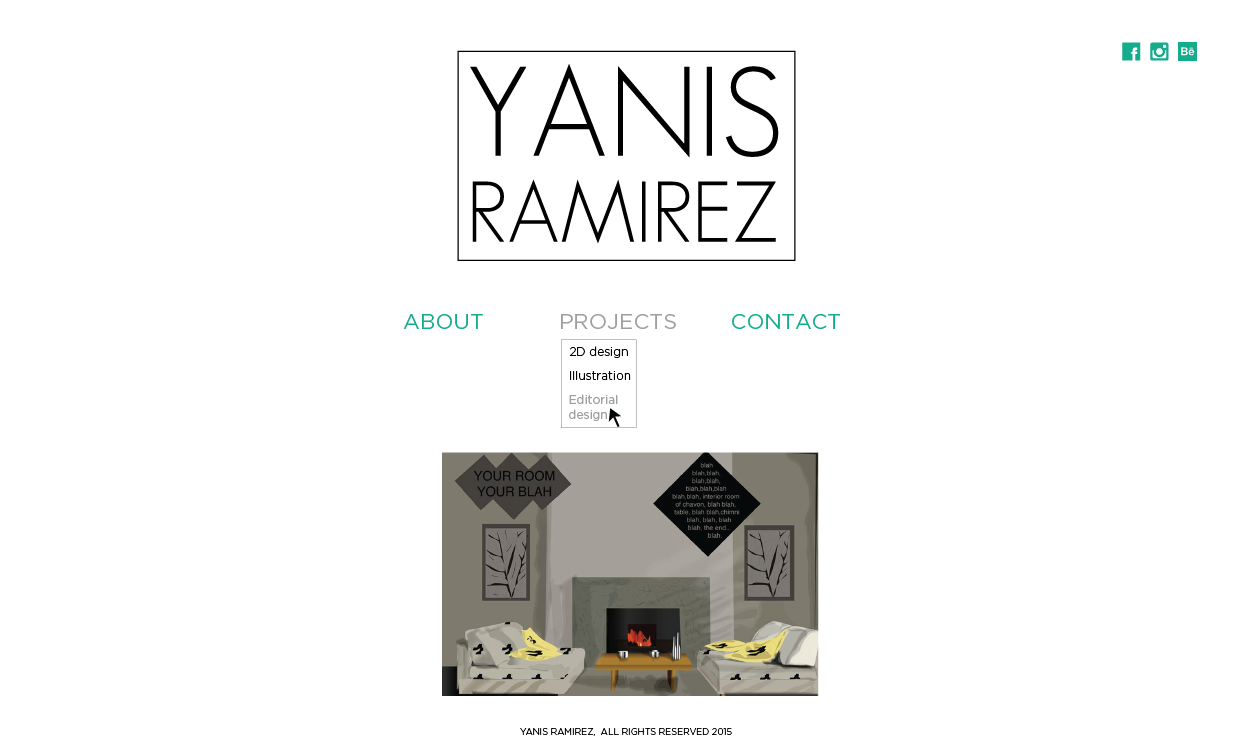 YANIS
RAMIREZ
Bē
ABOUT PROJECTS CONTACT
2D design
Illustration
Editorial
design
YOUR ROOM
YOUR BLAH
blah
blah,blah,
blah,blah,
blah,blah,blah
blah,blah, interior room
of chavon, blah blah,
table, blah blah,chimni
blah, blah, blah
blah, the end..
blah.
YANIS RAMIREZ, ALL RIGHTS RESERVED 2015